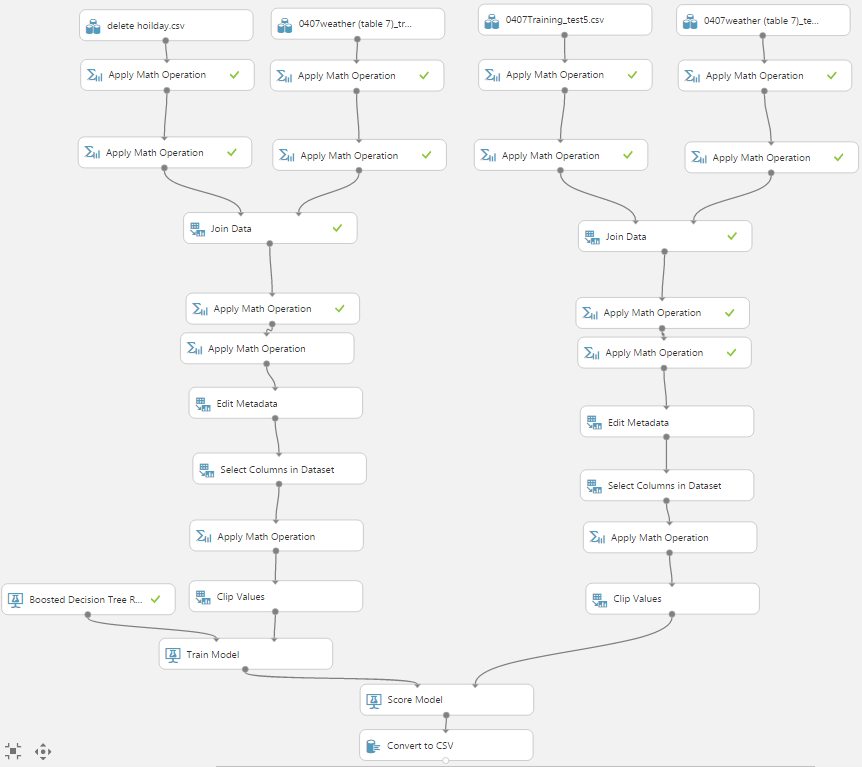 delete hoilday.csv
0407weather (table 7)_tr...
0407Training_test5.csv
0407weather (table 7)_te...
Apply Math Operation
Apply Math Operation
Apply Math Operation
Apply Math Operation
Apply Math Operation
Apply Math Operation
Apply Math Operation
Apply Math Operation
Join Data
Join Data
Apply Math Operation
Apply Math Operation
Apply Math Operation
Apply Math Operation
Edit Metadata
Edit Metadata
Select Columns in Dataset
Select Columns in Dataset
Apply Math Operation
Apply Math Operation
Boosted Decision Tree R...
Clip Values
Clip Values
Train Model
Score Model
Convert to CSV